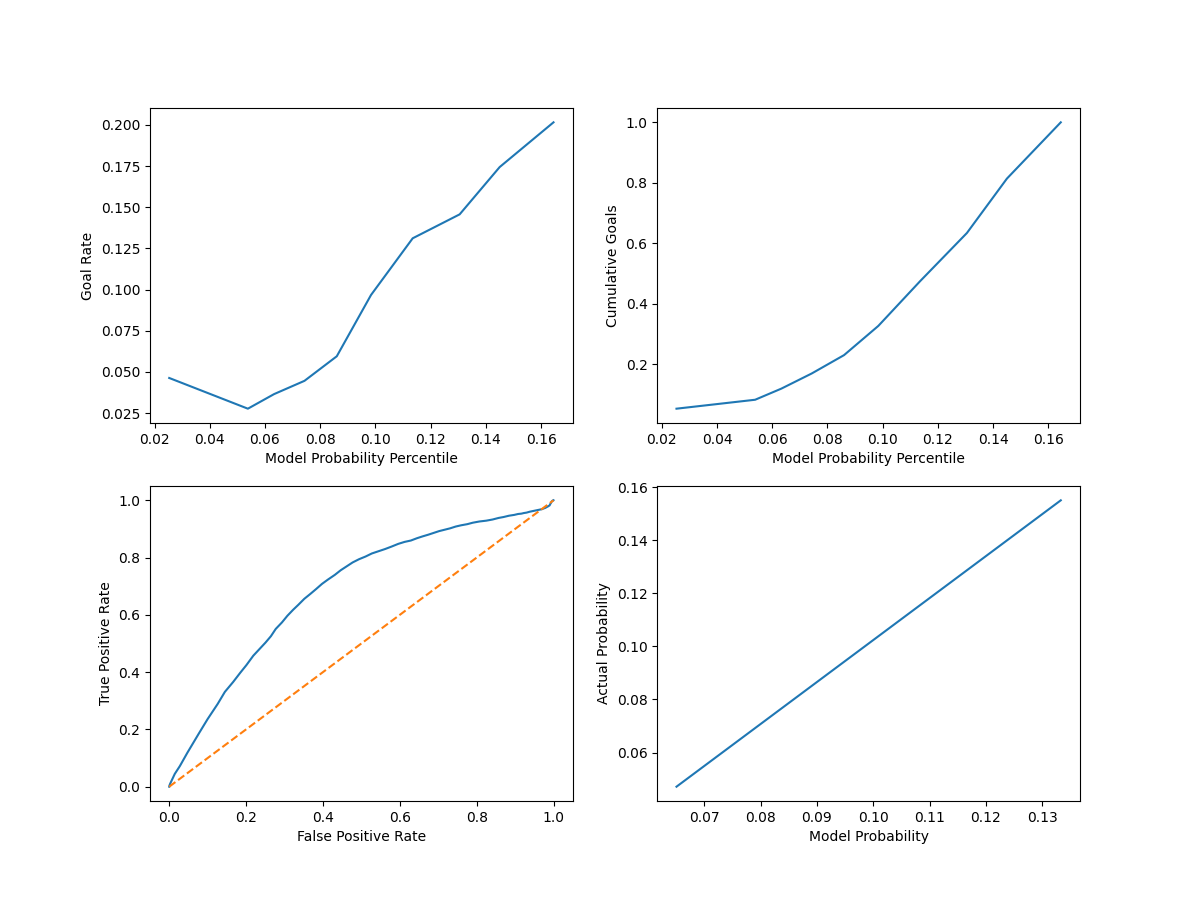 0.200
0.175
0.150
0.125
0.100
0.075
0.050
0.025
Goal Rate
0.02 0.04 0.06 0.08 0.10 0.12 0.14 0.16
Model Probability Percentile
1.0
0.8
0.6
0.4
0.2
Cumulative Goals
0.02 0.04 0.06 0.08 0.10 0.12 0.14 0.16
Model Probability Percentile
1.0
0.8
0.6
0.4
0.2
0.0
True Positive Rate
0.0 0.2 0.4 0.6 0.8 1.0
False Positive Rate
0.16
0.14
0.12
0.10
0.08
0.06
Actual Probability
0.07 0.08 0.09 0.10 0.11 0.12 0.13
Model Probability